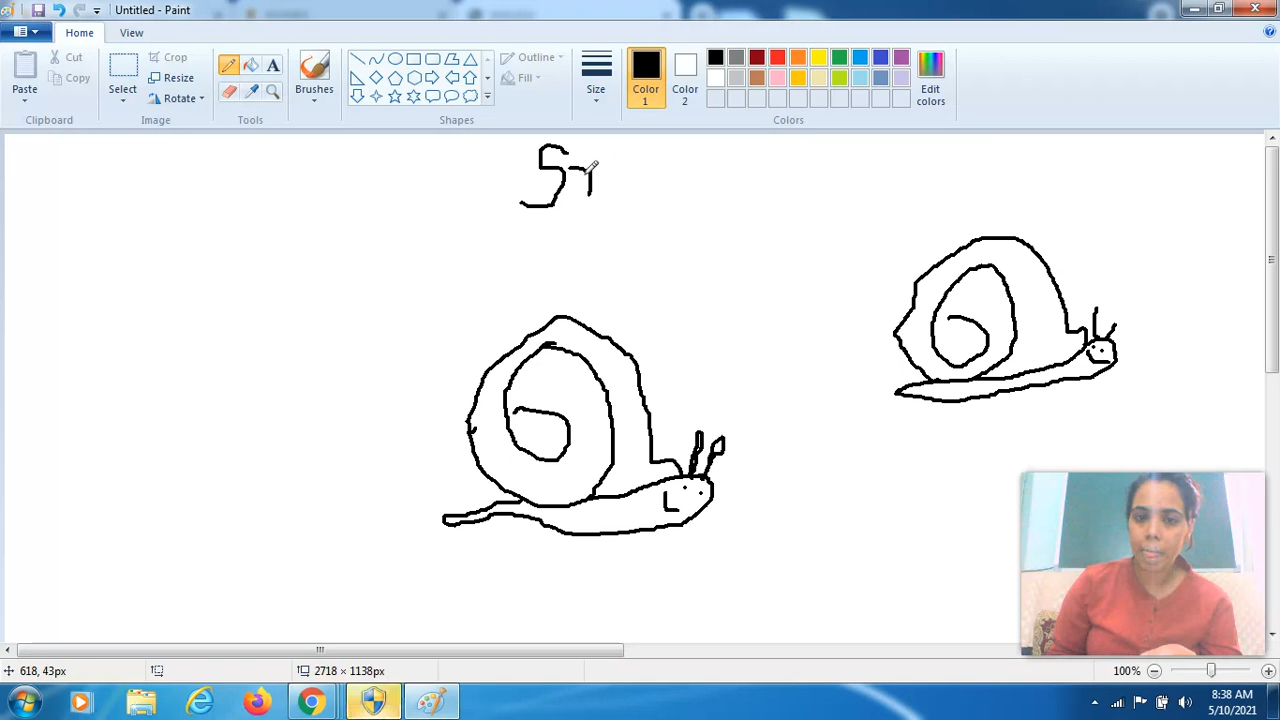 Untitled - Paint
Home View
Paste
Cut
Copy
Clipboard
Select
Crop
Resize
Rotate
Image
A
Tools
Brushes
Outline
Fill
Shapes
Size
Color 1
Color 2
Edit colors
Colors
S
618, 43px
2718 × 1138px
100%
8:38 AM
5/10/2021